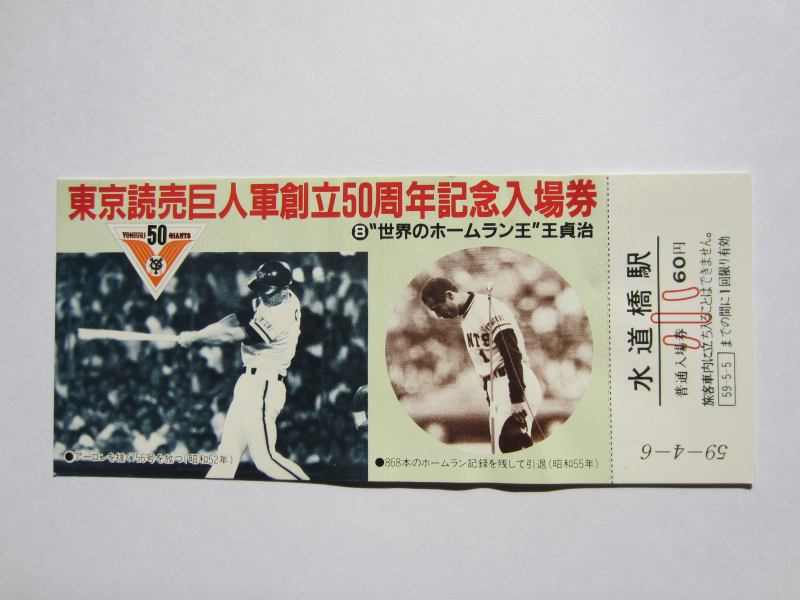 東京読売巨人軍創立50周年記念入場券
⑧“世界のホームラン王”王貞治
YOMIURI 50 GIANTS
●アーロンを抜く756号を放つ(昭和52年)
NTS
1
●868本のホームラン記録を残して引退(昭和55年)
水道橋駅
普通入場券 60円
旅客車内に立ち入ることはできません。
59-5-5 までの間に1回限り有効
59-4-6